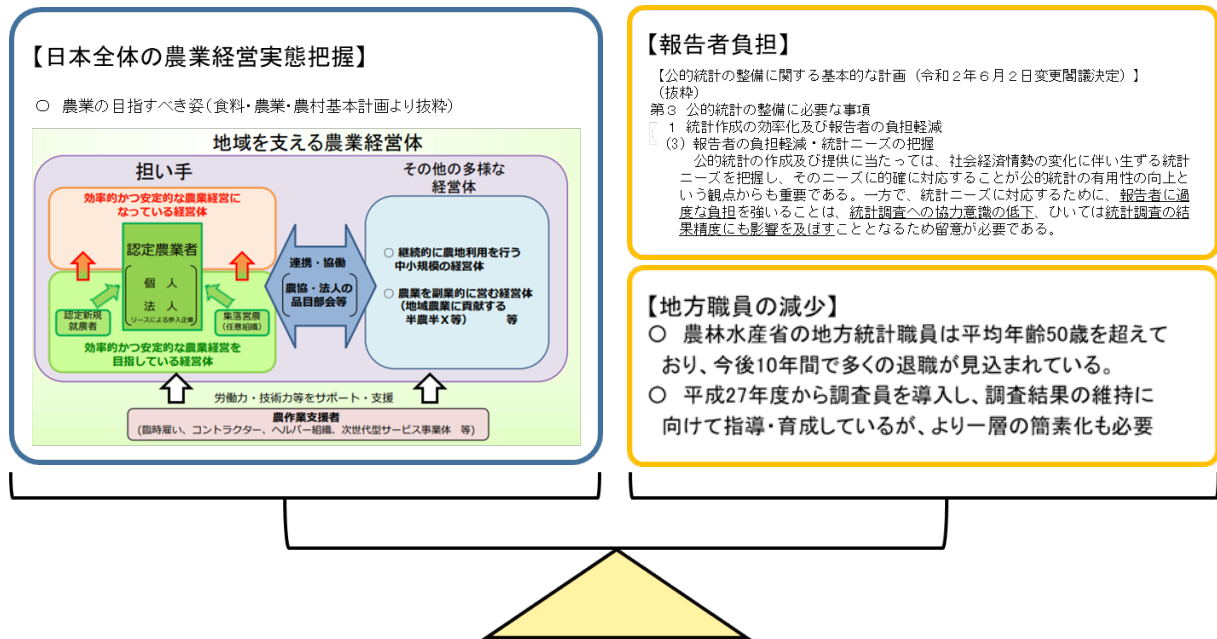 【日本全体の農業経営実態把握】
○ 農業の目指すべき姿(食料・農業・農村基本計画より抜粋)
地域を支える農業経営体
担い手
効率的かつ安定的な農業経営に
なっている経営体
認定農業者
個 人
法 人
リースによる参入企業
認定新規
就農者
集落営農
(任意組織)
効率的かつ安定的な農業経営を
目指している経営体
連携・協働
農協・法人の
品目部会等
その他の多様な
経営体
○ 継続的に農地利用を行う
中小規模の経営体
○ 農業を副業的に営む経営体
(地域農業に貢献する
半農半X等) 等
労働力・技術力等をサポート・支援
農作業支援者
(臨時雇い、コントラクター、ヘルパー組織、次世代型サービス事業体 等)
【報告者負担】
【公的統計の整備に関する基本的な計画(令和2年6月2日変更閣議決定)】
(抜粋)
第3 公的統計の整備に必要な事項
1 統計作成の効率化及び報告者の負担軽減
(3)報告者の負担軽減・統計ニーズの把握
公的統計の作成及び提供に当たっては、社会経済情勢の変化に伴い生ずる統計
ニーズを把握し、そのニーズに的確に対応することが公的統計の有用性の向上と
いう観点からも重要である。一方で、統計ニーズに対応するために、報告者に過
度な負担を強いることは、統計調査への協力意識の低下、ひいては統計調査の結
果精度にも影響を及ぼすこととなるため留意が必要である。
【地方職員の減少】
○ 農林水産省の地方統計職員は平均年齢50歳を超えて
おり、今後10年間で多くの退職が見込まれている。
○ 平成27年度から調査員を導入し、調査結果の維持に
向けて指導・育成しているが、より一層の簡素化も必要